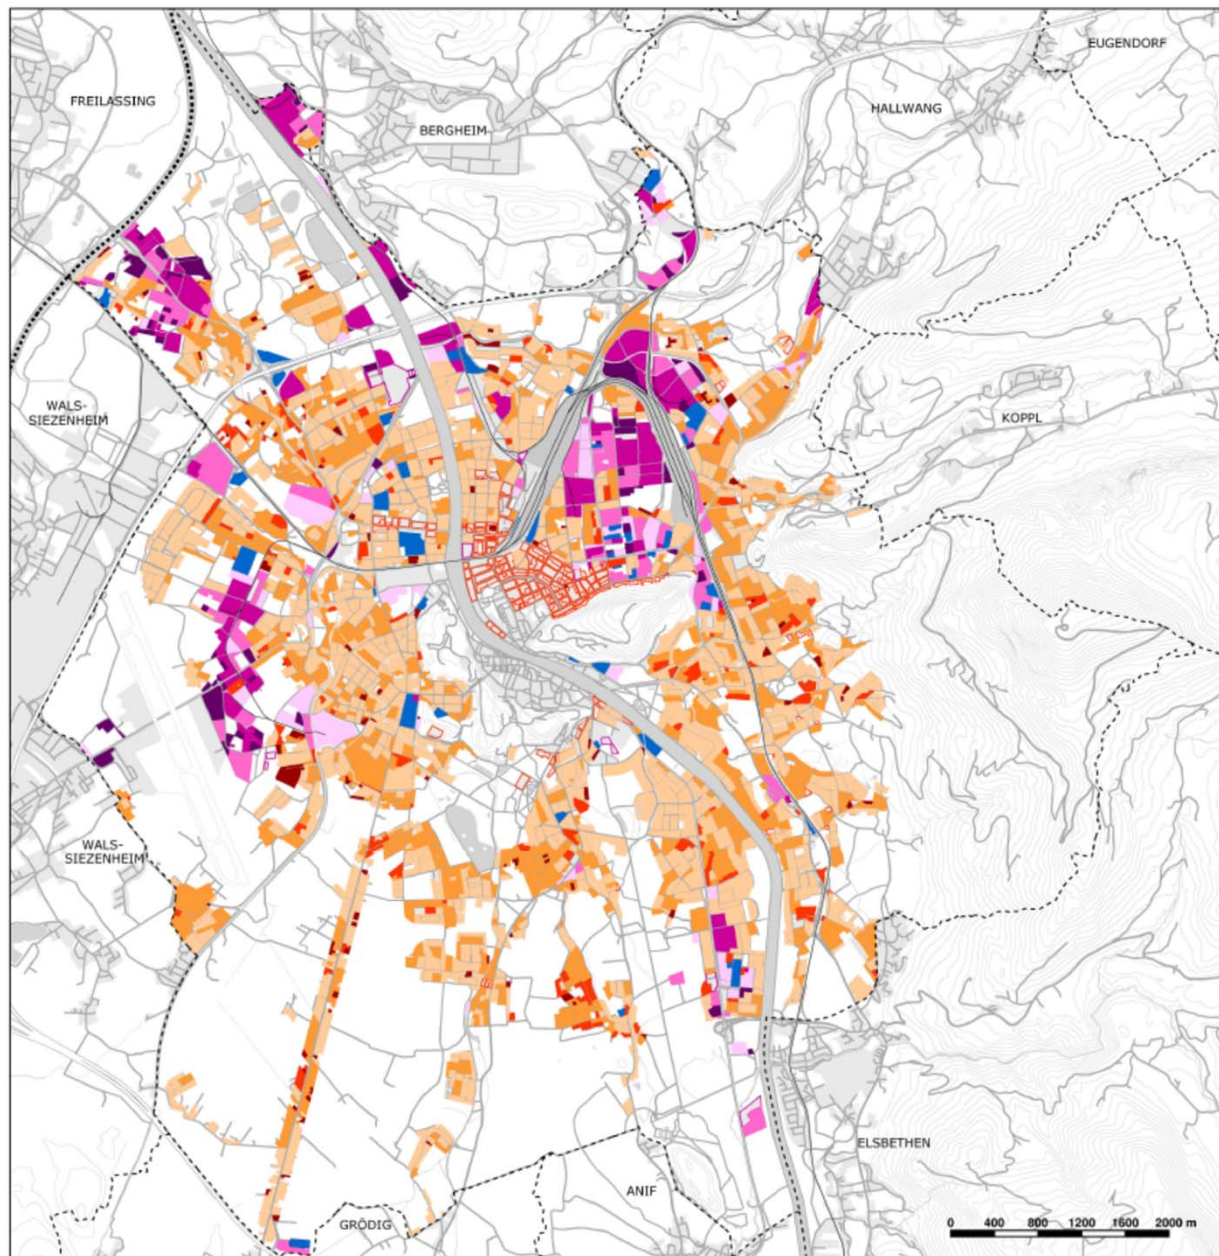 EUGENDORF
FREILASSING
HALLWANG
BERGHEIM
WALS-
SIEZENHEIM
KOPPL
WALS-
SIEZENHEIM
ELSBETHEN
ANIF
GRÖDIG
0 400 800 1200 1600 2000 m